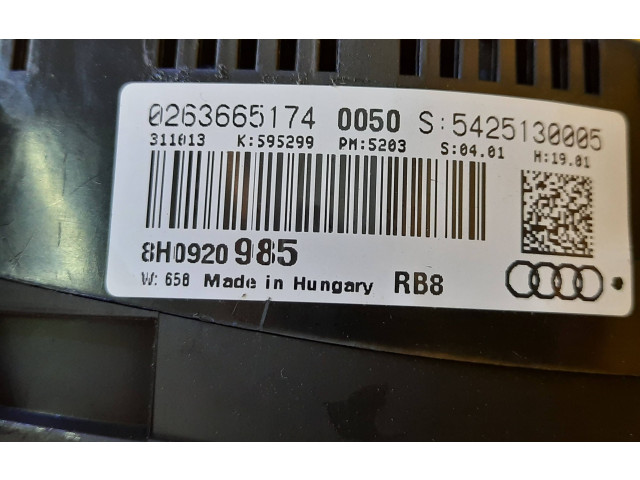 0263665174 0050 S:5425130005
311013 K:595299 PM:5203 S:04.01 H:19.01
8H0920 985
W: 658 Made in Hungary RB8